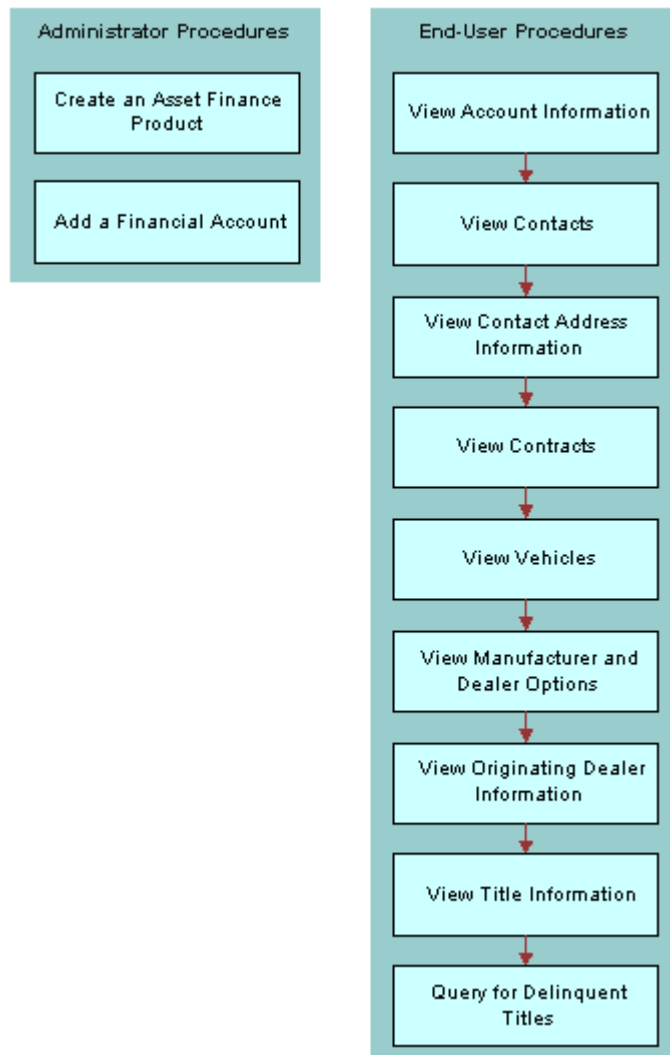 Administrator Procedures
Create an Asset Finance
Product
Add a Financial Account
End-User Procedures
View Account Information
View Contacts
View Contact Address
Information
View Contracts
View Vehicles
View Manufacturer and
Dealer Options
View Originating Dealer
Information
View Title Information
Query for Delinquent
Titles